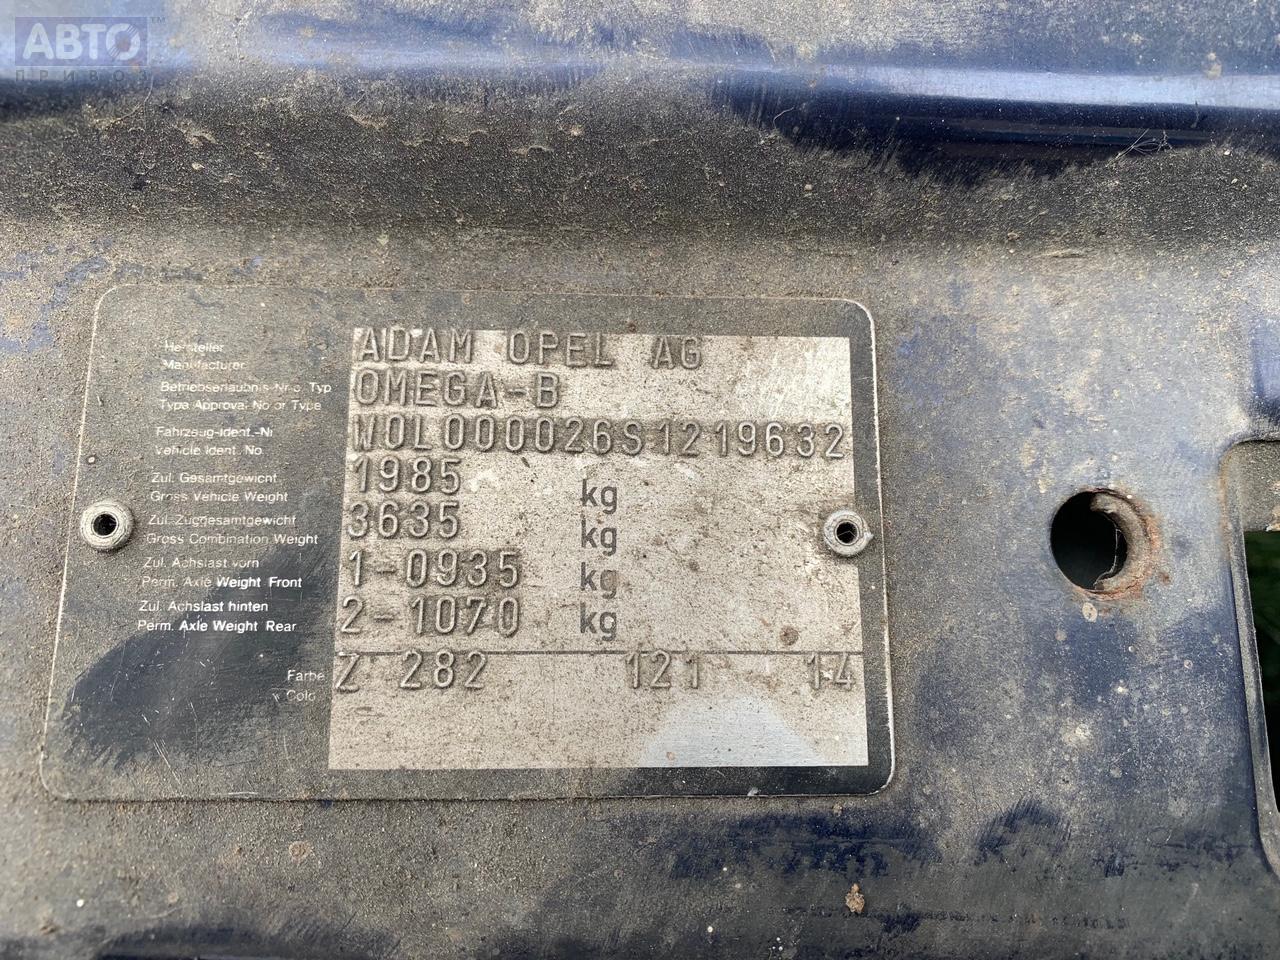 АВТО
ПРИВОЗ
Hersteller ADAM OPEL AG
Manufacturer
Betriebserlaubnis-Nr o. Typ OMEGA-B
Type Approval No or Type
Fahrzeug-Ident.-Nr W0L000026S1219632
Vehicle Ident. No.
Zul. Gesamtgewicht 1985 kg
Gross Vehicle Weight
Zul. Zuggesamtgewicht 3635 kg
Gross Combination Weight
Zul. Achslast vorn 1-0935 kg
Perm. Axle Weight Front
Zul. Achslast hinten 2-1070 kg
Perm. Axle Weight Rear
Farbe Z 282 121 14